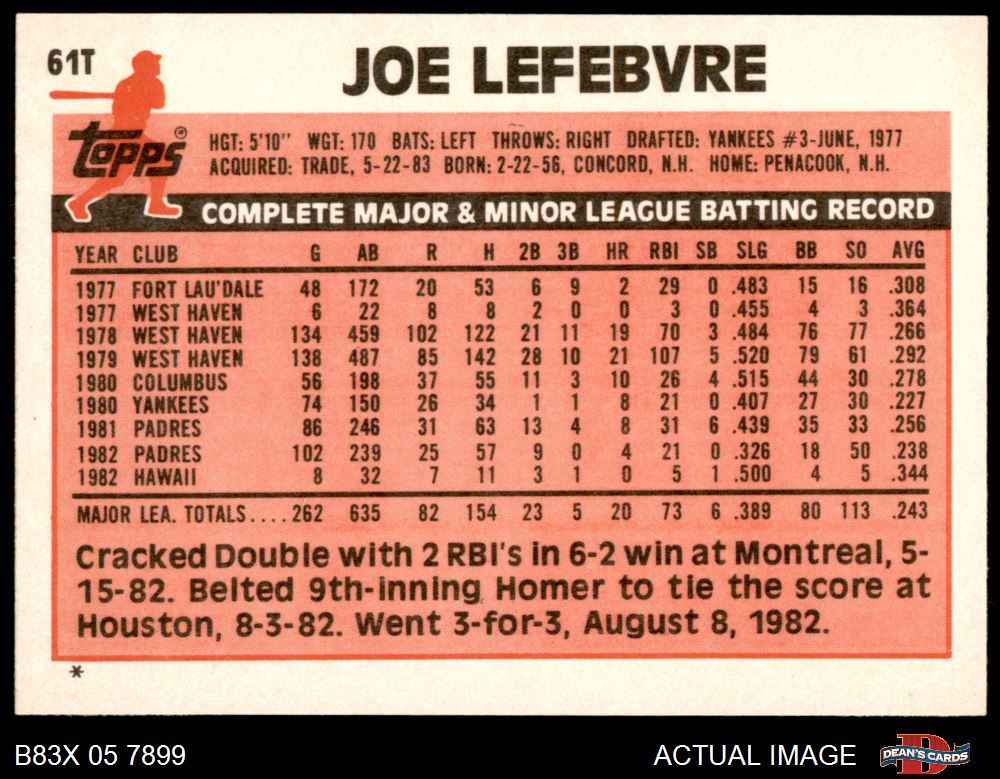 61T
JOE LEFEBVRE
Topps®
HGT: 5'10" WGT: 170 BATS: LEFT THROWS: RIGHT DRAFTED: YANKEES #3-JUNE, 1977
ACQUIRED: TRADE, 5-22-83 BORN: 2-22-56, CONCORD, N.H. HOME: PENACOOK, N.H.
COMPLETE MAJOR & MINOR LEAGUE BATTING RECORD
YEAR CLUB G AB R H 2B 3B HR RBI SB SLG BB SO AVG
1977 FORT LAU'DALE 48 172 20 53 6 9 2 29 0 .483 15 16 .308
1977 WEST HAVEN 6 22 8 8 2 0 0 3 0 .455 4 3 .364
1978 WEST HAVEN 134 459 102 122 21 11 19 70 3 .484 76 77 .266
1979 WEST HAVEN 138 487 85 142 28 10 21 107 5 .520 79 61 .292
1980 COLUMBUS 56 198 37 55 11 3 10 26 4 .515 44 30 .278
1980 YANKEES 74 150 26 34 1 1 8 21 0 .407 27 30 .227
1981 PADRES 86 246 31 63 13 4 8 31 6 .439 35 33 .256
1982 PADRES 102 239 25 57 9 0 4 21 0 .326 18 50 .238
1982 HAWAII 8 32 7 11 3 1 0 5 1 .500 4 5 .344
MAJOR LEA. TOTALS....262 635 82 154 23 5 20 73 6 .389 80 113 .243
Cracked Double with 2 RBI's in 6-2 win at Montreal, 5-
15-82. Belted 9th-inning Homer to tie the score at
Houston, 8-3-82. Went 3-for-3, August 8, 1982.
*
B83X 05 7899 ACTUAL IMAGE DEAN'S CARDS